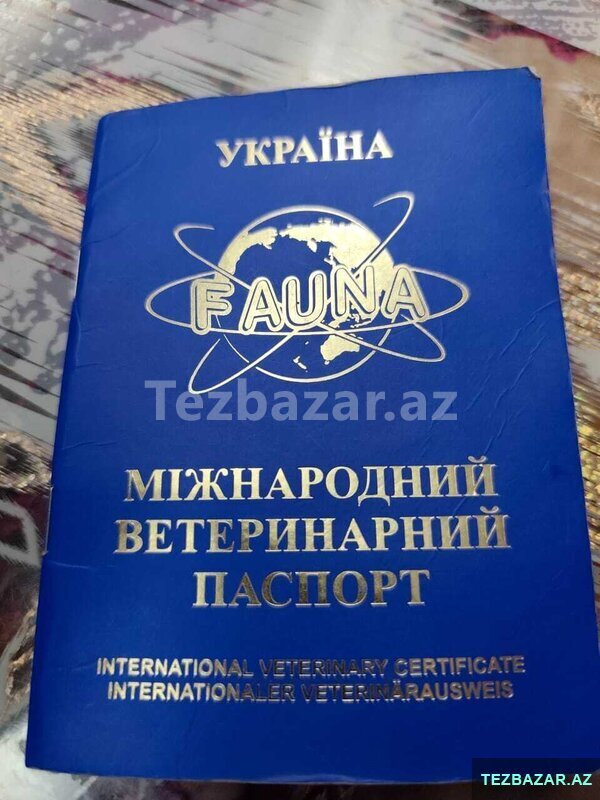 УКРАЇНА
FAUNA
Tezbazar.az
МІЖНАРОДНИЙ
ВЕТЕРИНАРНИЙ
ПАСПОРТ
INTERNATIONAL VETERINARY CERTIFICATE
INTERNATIONALER VETERINÄRAUSWEIS
TEZBAZAR.AZ